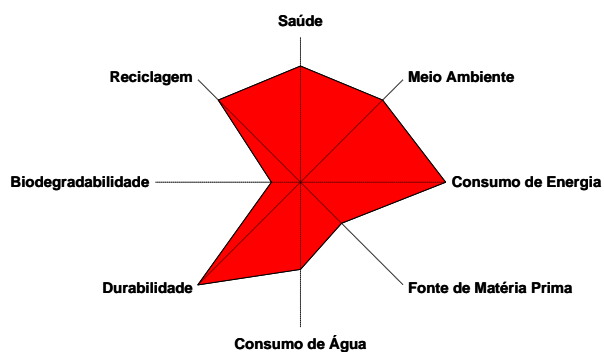 Saúde
Reciclagem
Meio Ambiente
Biodegradabilidade
Consumo de Energia
Durabilidade
Fonte de Matéria Prima
Consumo de Água